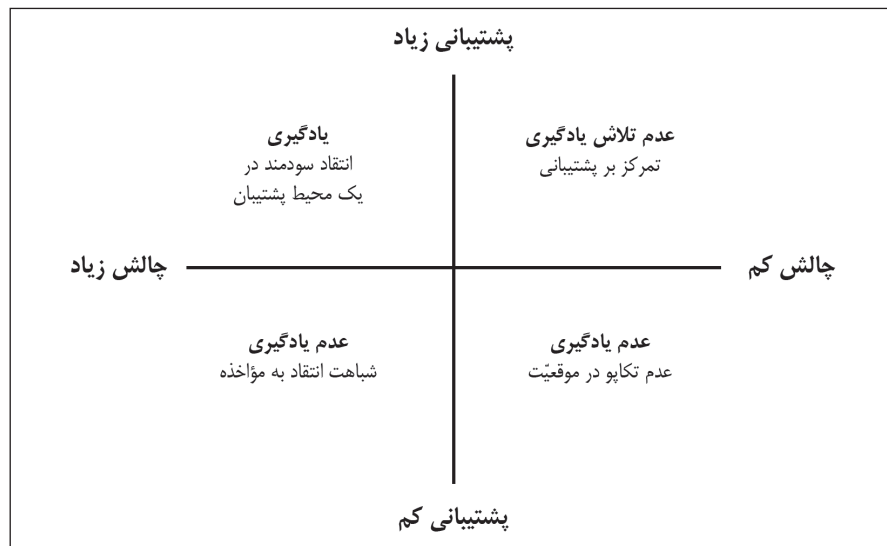 پشتیبانی زیاد
عدم تلاش یادگیری
تمرکز بر پشتیبانی
یادگیری
انتقاد سودمند در
یک محیط پشتیبان
چالش کم
چالش زیاد
عدم یادگیری
عدم تکاپو در موقعیّت
عدم یادگیری
شباهت انتقاد به مؤاخذه
پشتیبانی کم